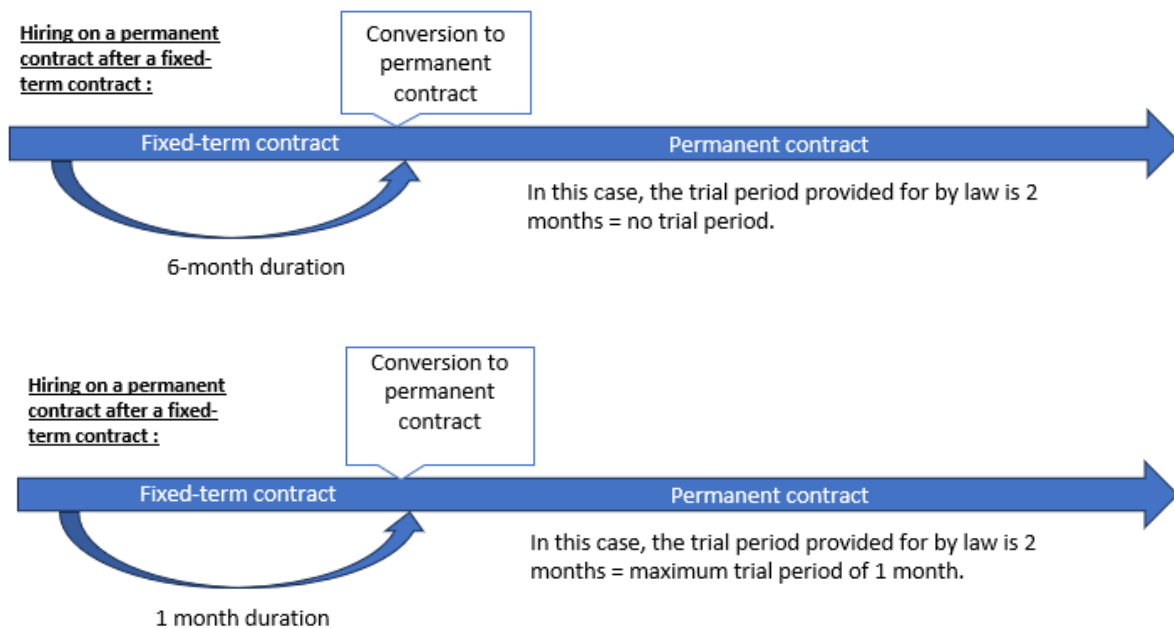 Hiring on a permanent
contract after a fixed-
term contract :
Conversion to
permanent
contract
Fixed-term contract
Permanent contract
In this case, the trial period provided for by law is 2
months = no trial period.
6-month duration
Hiring on a permanent
contract after a fixed-
term contract :
Conversion to
permanent
contract
Fixed-term contract
Permanent contract
In this case, the trial period provided for by law is 2
months = maximum trial period of 1 month.
1 month duration